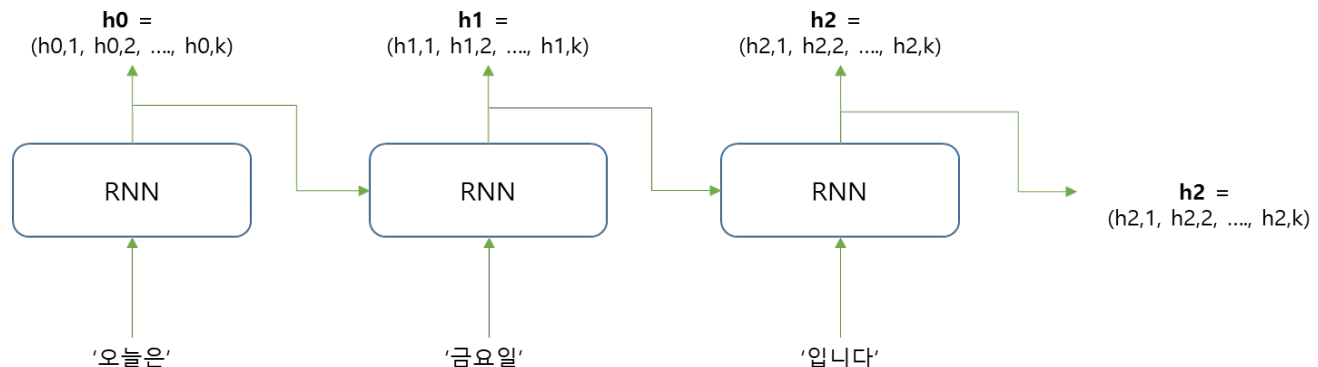 h0 =
(h0,1, h0,2, …., h0,k)
h1 =
(h1,1, h1,2, …., h1,k)
h2 =
(h2,1, h2,2, …., h2,k)
RNN
RNN
RNN
h2 =
(h2,1, h2,2, …., h2,k)
‘오늘은’
‘금요일’
‘입니다’